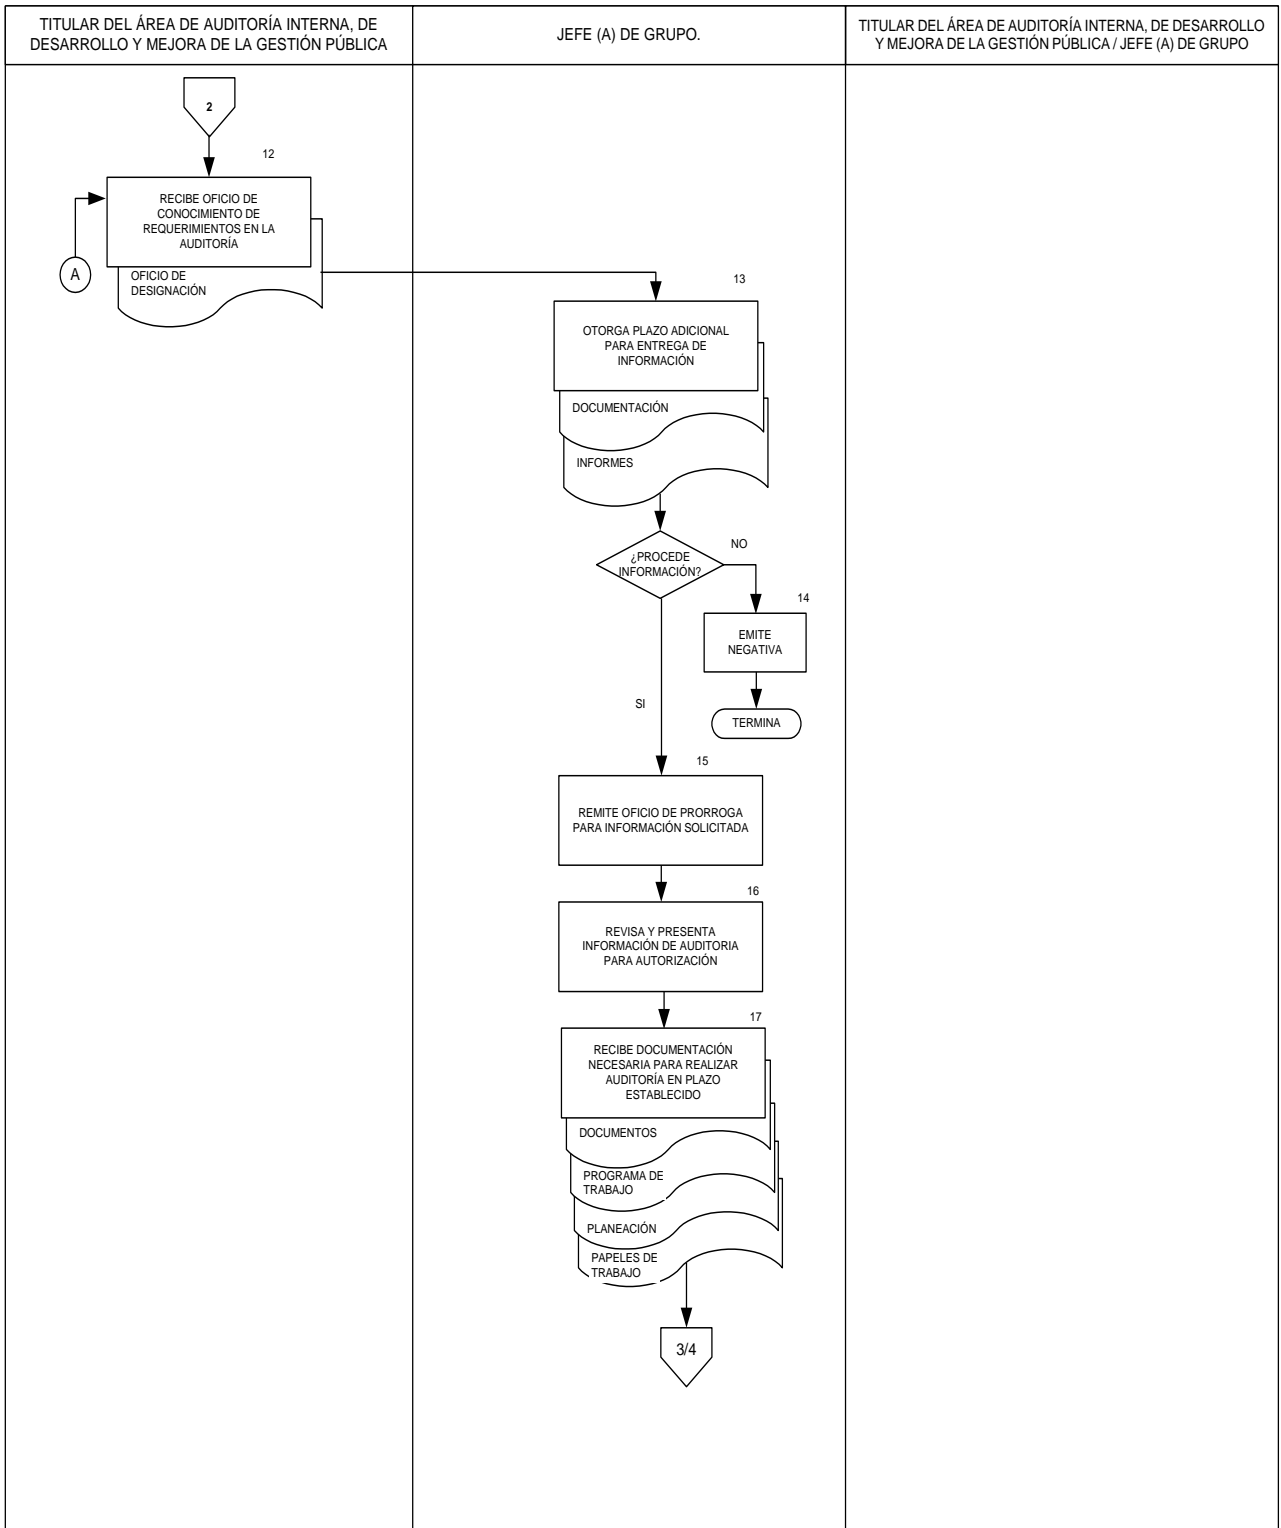 TITULAR DEL ÁREA DE AUDITORÍA INTERNA, DE
DESARROLLO Y MEJORA DE LA GESTIÓN PÚBLICA
JEFE (A) DE GRUPO.
TITULAR DEL ÁREA DE AUDITORÍA INTERNA, DE DESARROLLO
Y MEJORA DE LA GESTIÓN PÚBLICA / JEFE (A) DE GRUPO
2
12
RECIBE OFICIO DE
CONOCIMIENTO DE
REQUERIMIENTOS EN LA
AUDITORÍA
A
OFICIO DE
DESIGNACIÓN
13
OTORGA PLAZO ADICIONAL
PARA ENTREGA DE
INFORMACIÓN
DOCUMENTACIÓN
INFORMES
¿PROCEDE
INFORMACIÓN?
NO
14
EMITE
NEGATIVA
TERMINA
SI
15
REMITE OFICIO DE PRORROGA
PARA INFORMACIÓN SOLICITADA
16
REVISA Y PRESENTA
INFORMACIÓN DE AUDITORIA
PARA AUTORIZACIÓN
17
RECIBE DOCUMENTACIÓN
NECESARIA PARA REALIZAR
AUDITORÍA EN PLAZO
ESTABLECIDO
DOCUMENTOS
PROGRAMA DE
TRABAJO
PLANEACIÓN
PAPELES DE
TRABAJO
3/4